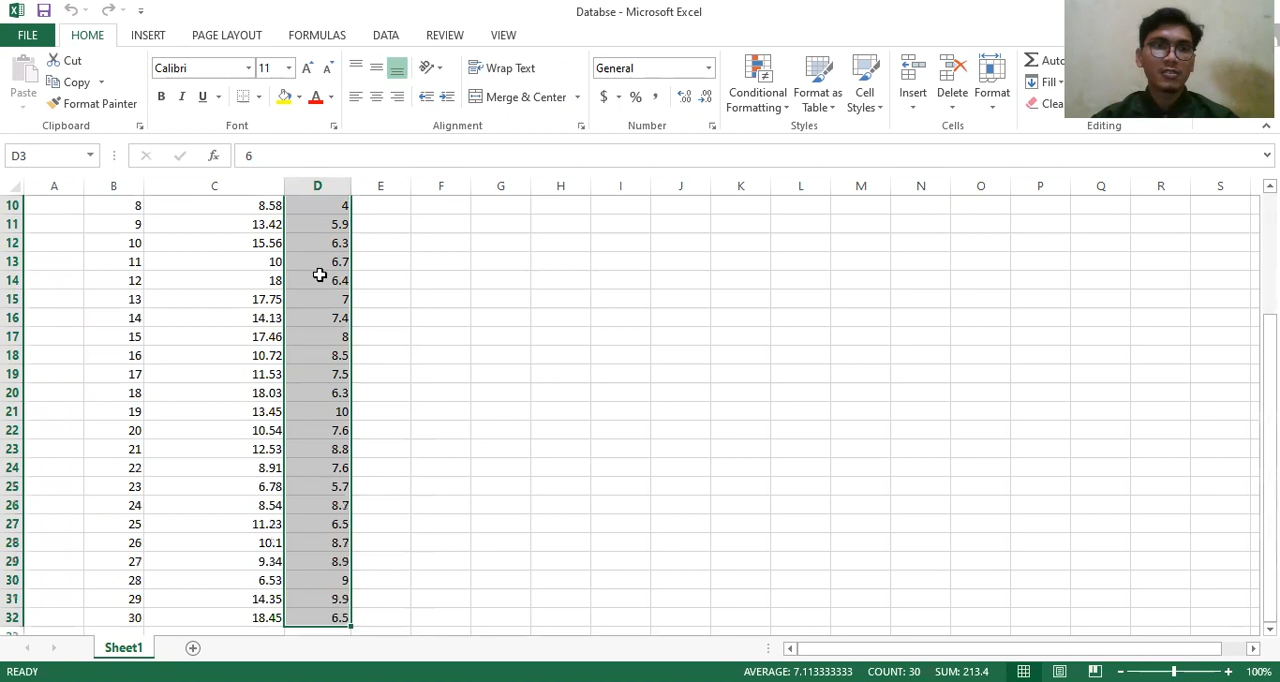 Databse - Microsoft Excel
FILE HOME INSERT PAGE LAYOUT FORMULAS DATA REVIEW VIEW
Paste Cut Copy Format Painter
Calibri 11
B I U
Wrap Text
Merge & Center
General
$ % ,
Conditional Formatting
Format as Table
Cell Styles
Insert Delete Format
Fill
Clipboard Font Alignment Number Styles Cells Editing
D3 fx 6
A B C D E F G H I J K L M N O P Q R S
10 8 8.58 4
11 9 13.42 5.9
12 10 15.56 6.3
13 11 10 6.7
14 12 18 6.4
15 13 17.75 7
16 14 14.13 7.4
17 15 17.46 8
18 16 10.72 8.5
19 17 11.53 7.5
20 18 18.03 6.3
21 19 13.45 10
22 20 10.54 7.6
23 21 12.53 8.8
24 22 8.91 7.6
25 23 6.78 5.7
26 24 8.54 8.7
27 25 11.23 6.5
28 26 10.1 8.7
29 27 9.34 8.9
30 28 6.53 9
31 29 14.35 9.9
32 30 18.45 6.5
Sheet1
READY AVERAGE: 7.113333333 COUNT: 30 SUM: 213.4 100%